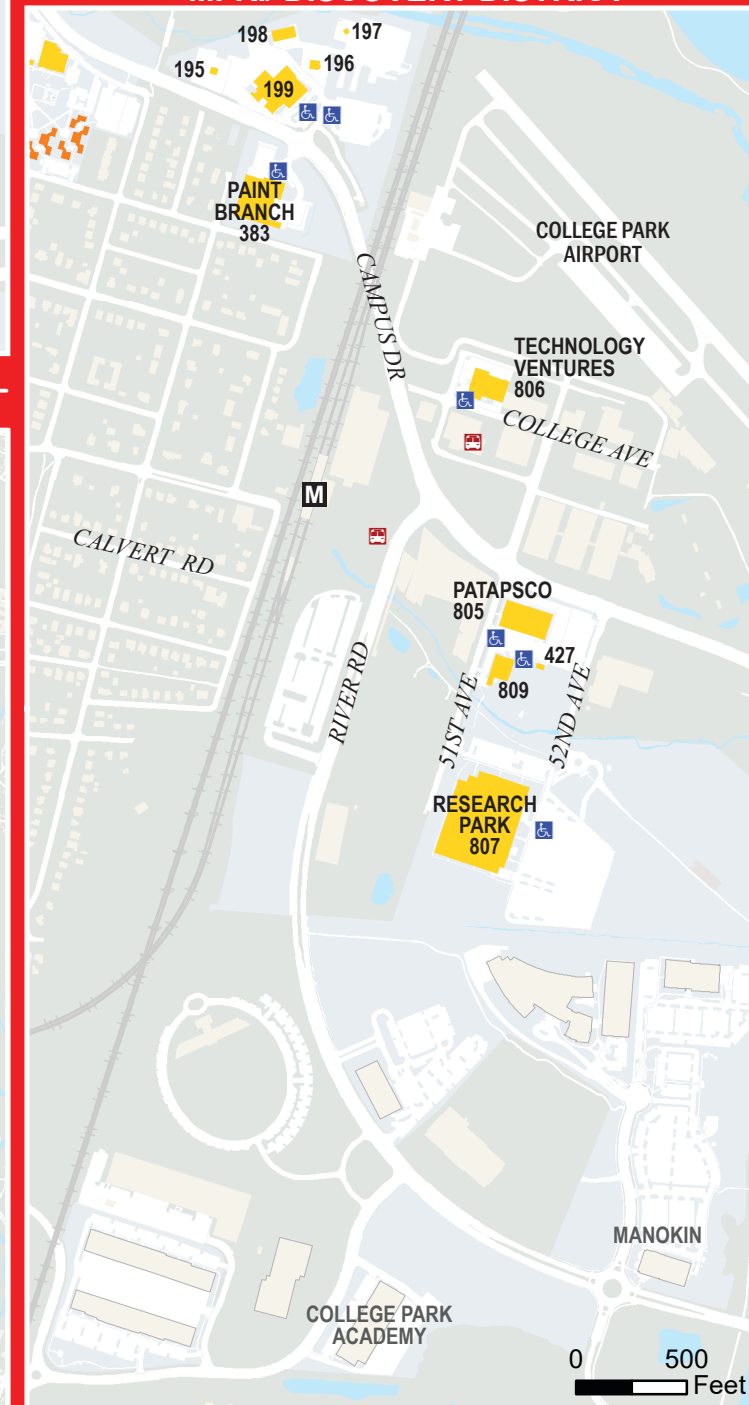 198
197
195
196
199
PAINT
BRANCH
383
COLLEGE PARK
AIRPORT
CAMPUS DR
TECHNOLOGY
VENTURES
806
COLLEGE AVE
M
CALVERT RD
PATAPSCO
805
427
809
RIVER RD
51ST AVE
52ND AVE
RESEARCH
PARK
807
MANOKIN
COLLEGE PARK
ACADEMY
0 500
Feet